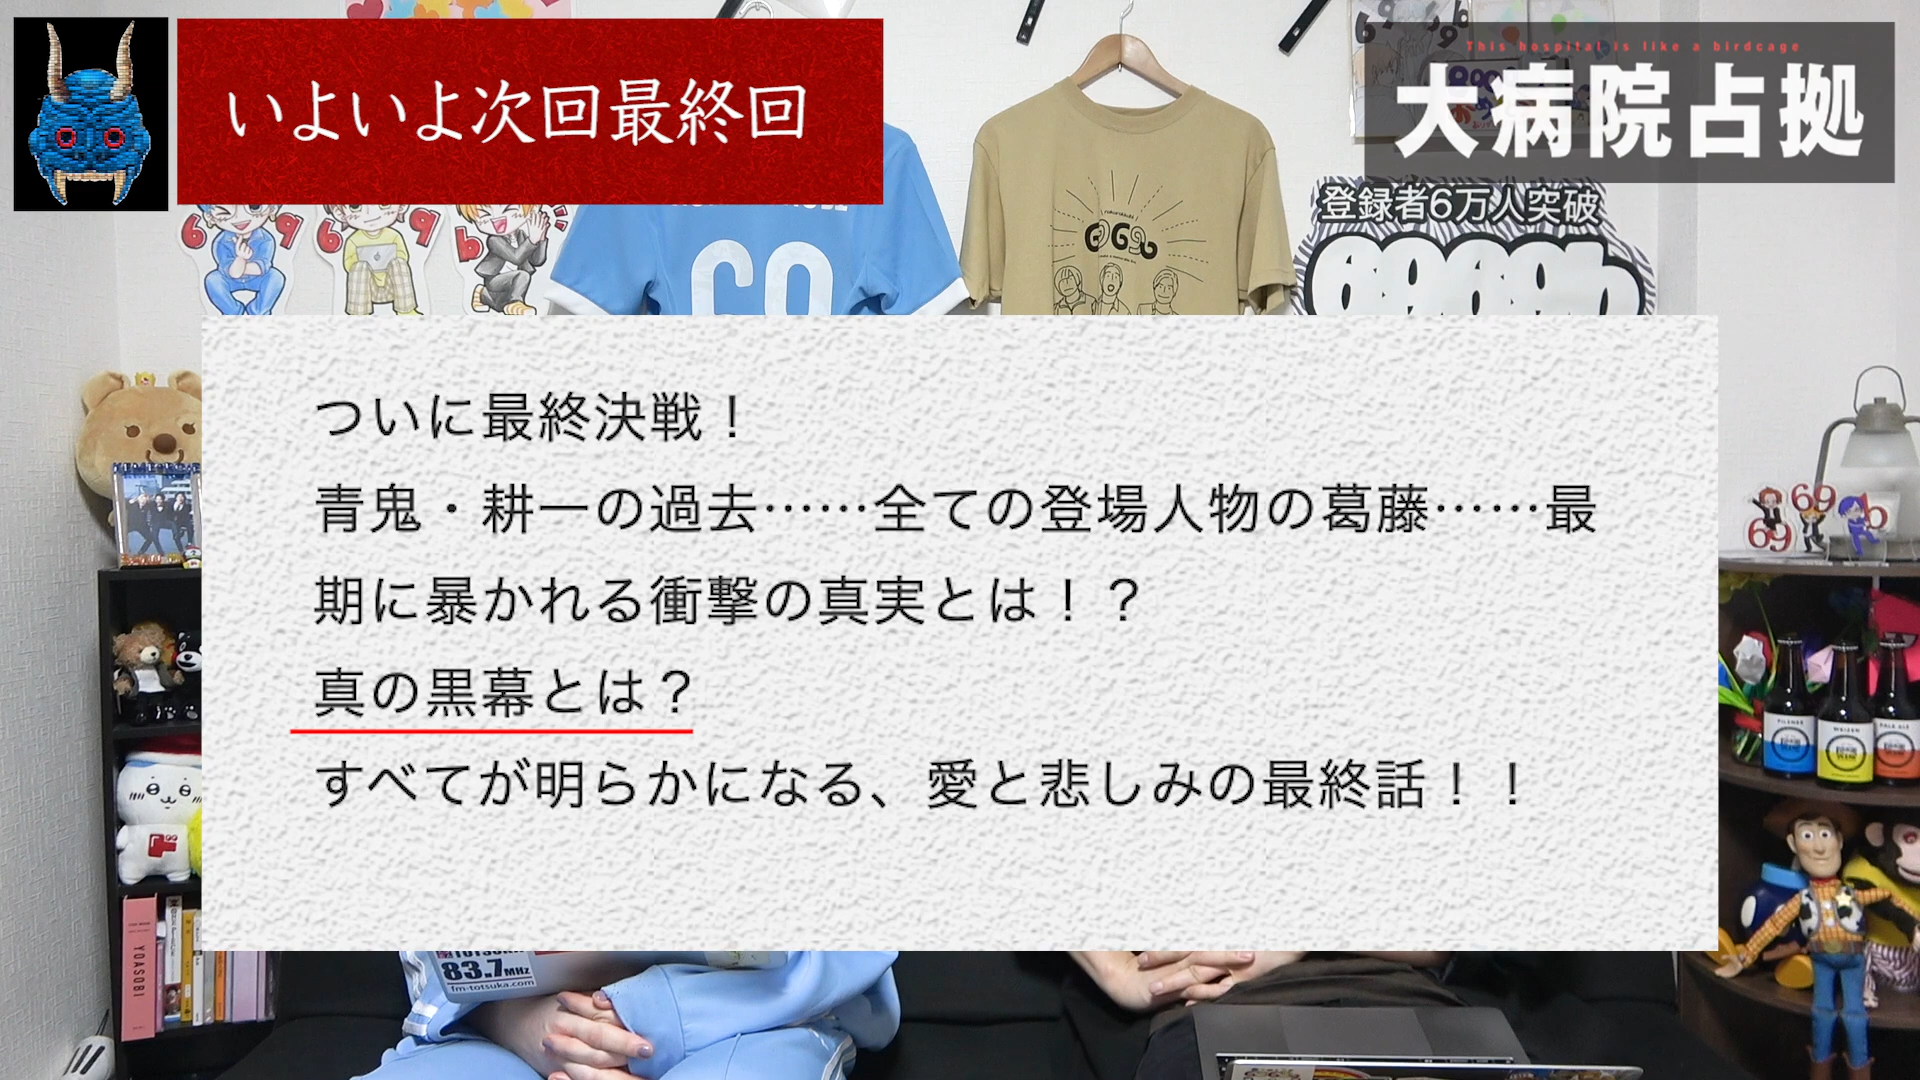 いよいよ次回最終回
This hospital is like a birdcage
大病院占拠
登録者6万人突破
ついに最終決戦！
青鬼・耕一の過去……全ての登場人物の葛藤……最
期に暴かれる衝撃の真実とは！？
真の黒幕とは？
すべてが明らかになる、愛と悲しみの最終話！！
69
YOASOBI
83.7MHz
fm-totsuka.com